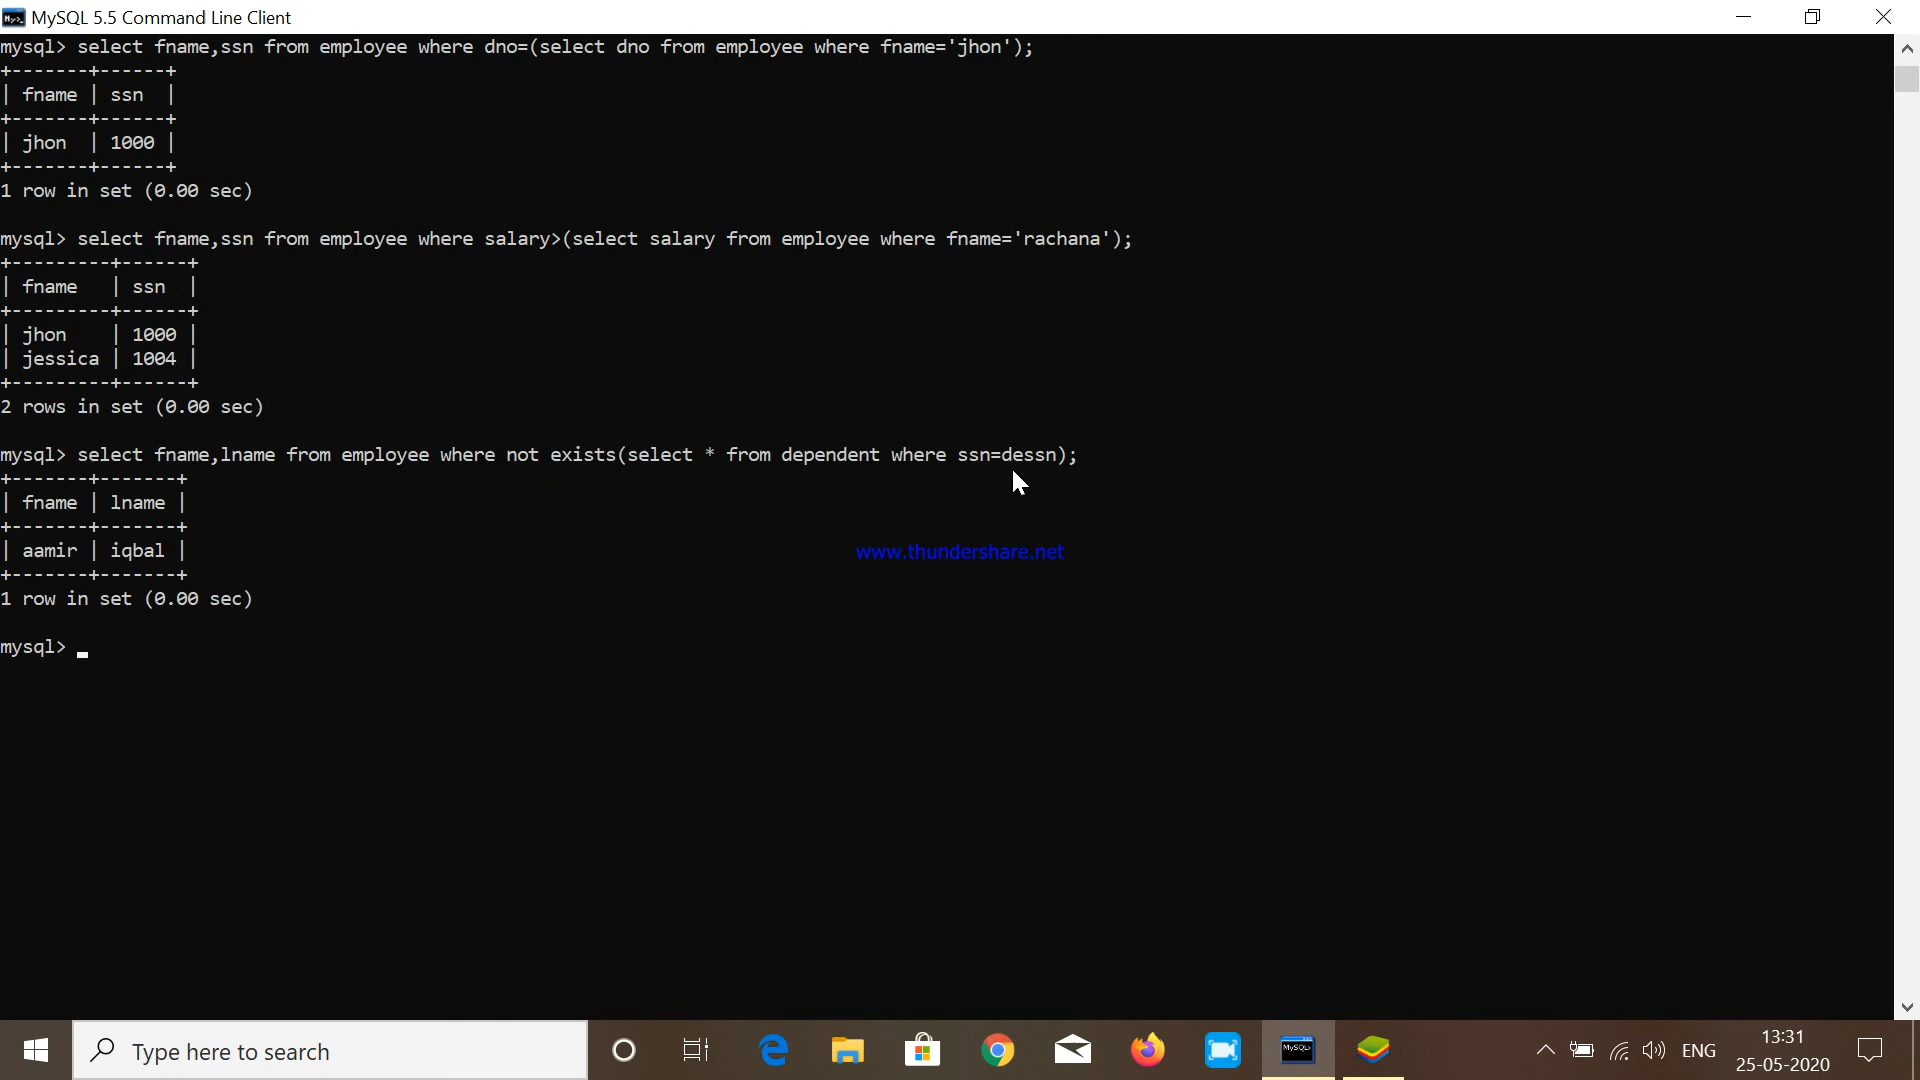 MySQL 5.5 Command Line Client
mysql> select fname,ssn from employee where dno=(select dno from employee where fname='jhon');
+-------+------+
| fname | ssn  |
+-------+------+
| jhon  | 1000 |
+-------+------+
1 row in set (0.00 sec)
mysql> select fname,ssn from employee where salary>(select salary from employee where fname='rachana');
+---------+------+
| fname   | ssn  |
+---------+------+
| jhon    | 1000 |
| jessica | 1004 |
+---------+------+
2 rows in set (0.00 sec)
mysql> select fname,lname from employee where not exists(select * from dependent where ssn=dessn);
+-------+-------+
| fname | lname |
+-------+-------+
| aamir | iqbal |
+-------+-------+
www.thundershare.net
1 row in set (0.00 sec)
mysql>
Type here to search
MySQL
ENG
13:31
25-05-2020